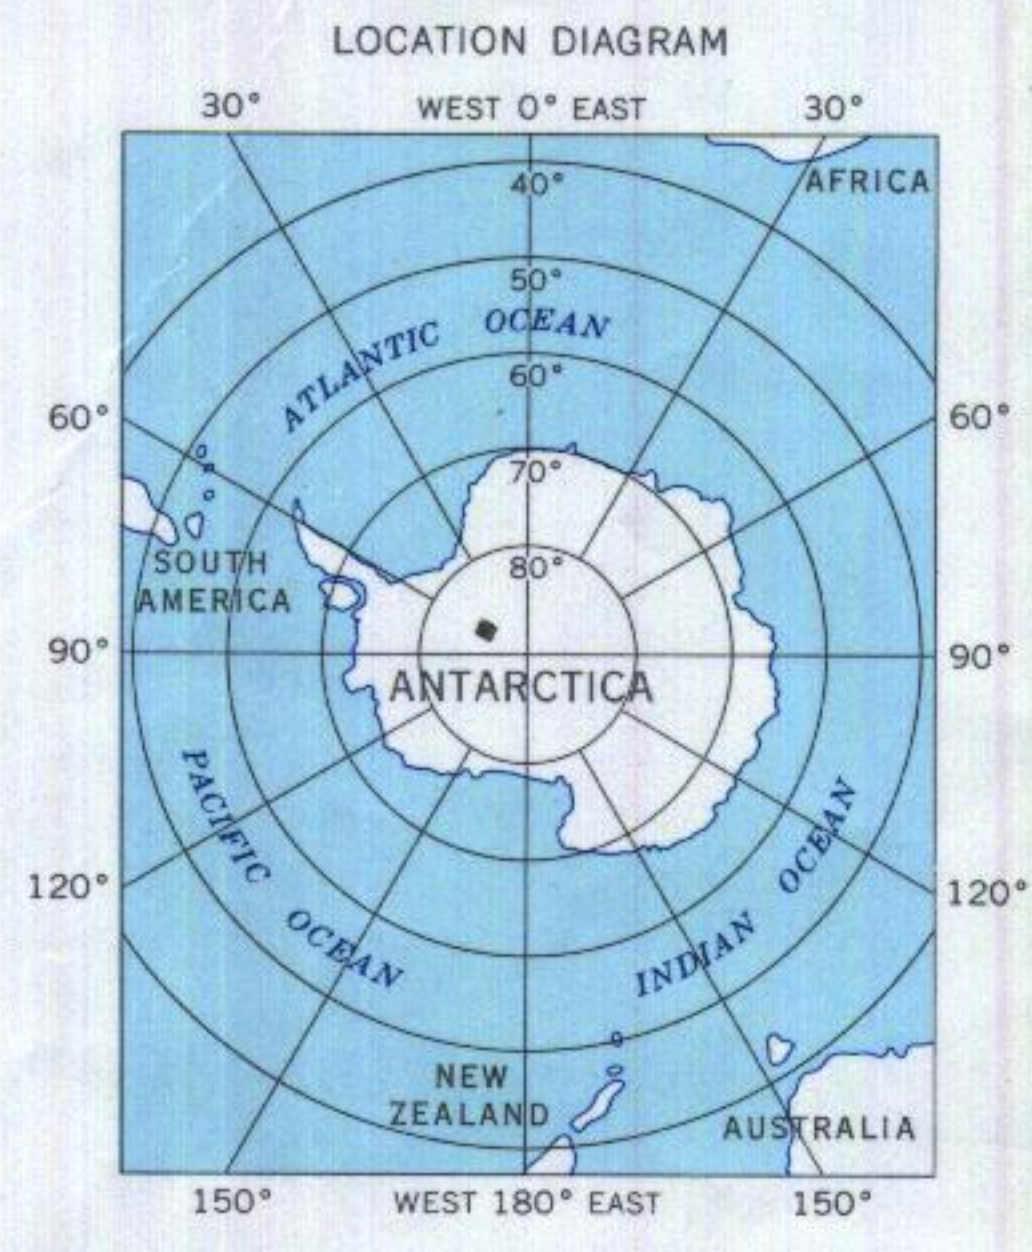 LOCATION DIAGRAM
30° WEST 0° EAST 30°
AFRICA
40°
50°
ATLANTIC OCEAN
60°
60° 60°
70°
SOUTH
AMERICA
80°
90° 90°
ANTARCTICA
PACIFIC OCEAN
INDIAN OCEAN
120° 120°
NEW
ZEALAND
AUSTRALIA
150° WEST 180° EAST 150°